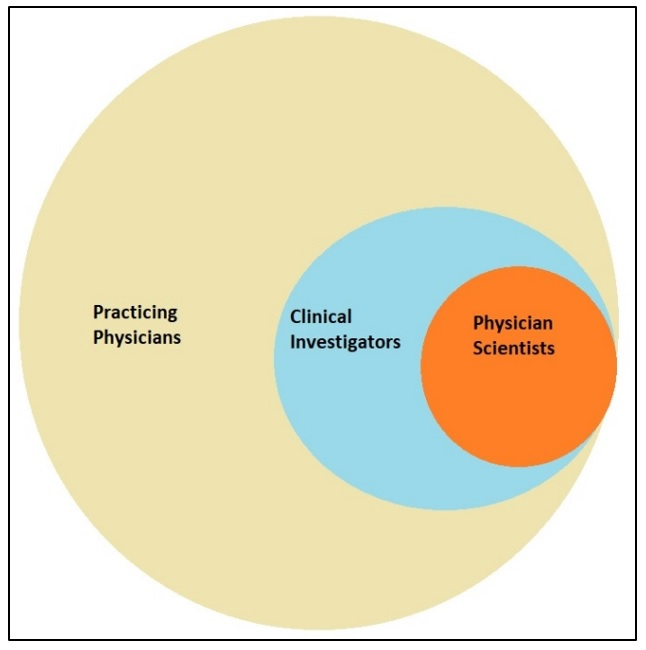 Practicing
Physicians
Clinical
Investigators
Physician
Scientists